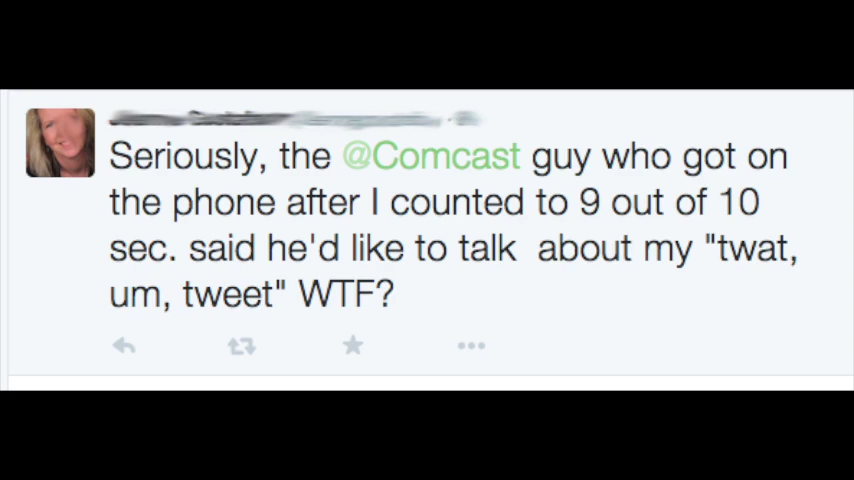 Seriously, the @Comcast guy who got on
the phone after I counted to 9 out of 10
sec. said he'd like to talk  about my "twat,
um, tweet" WTF?